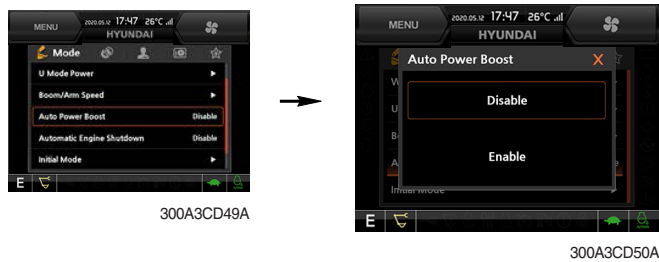 MENU
2020.05.12 17:47 26°C
HYUNDAI
Mode
U Mode Power
Boom/Arm Speed
Auto Power Boost Disable
Automatic Engine Shutdown Disable
Initial Mode
E
300A3CD49A
MENU
2020.05.12 17:47 26°C
HYUNDAI
Auto Power Boost X
Disable
Enable
Initial Mode
E
300A3CD50A